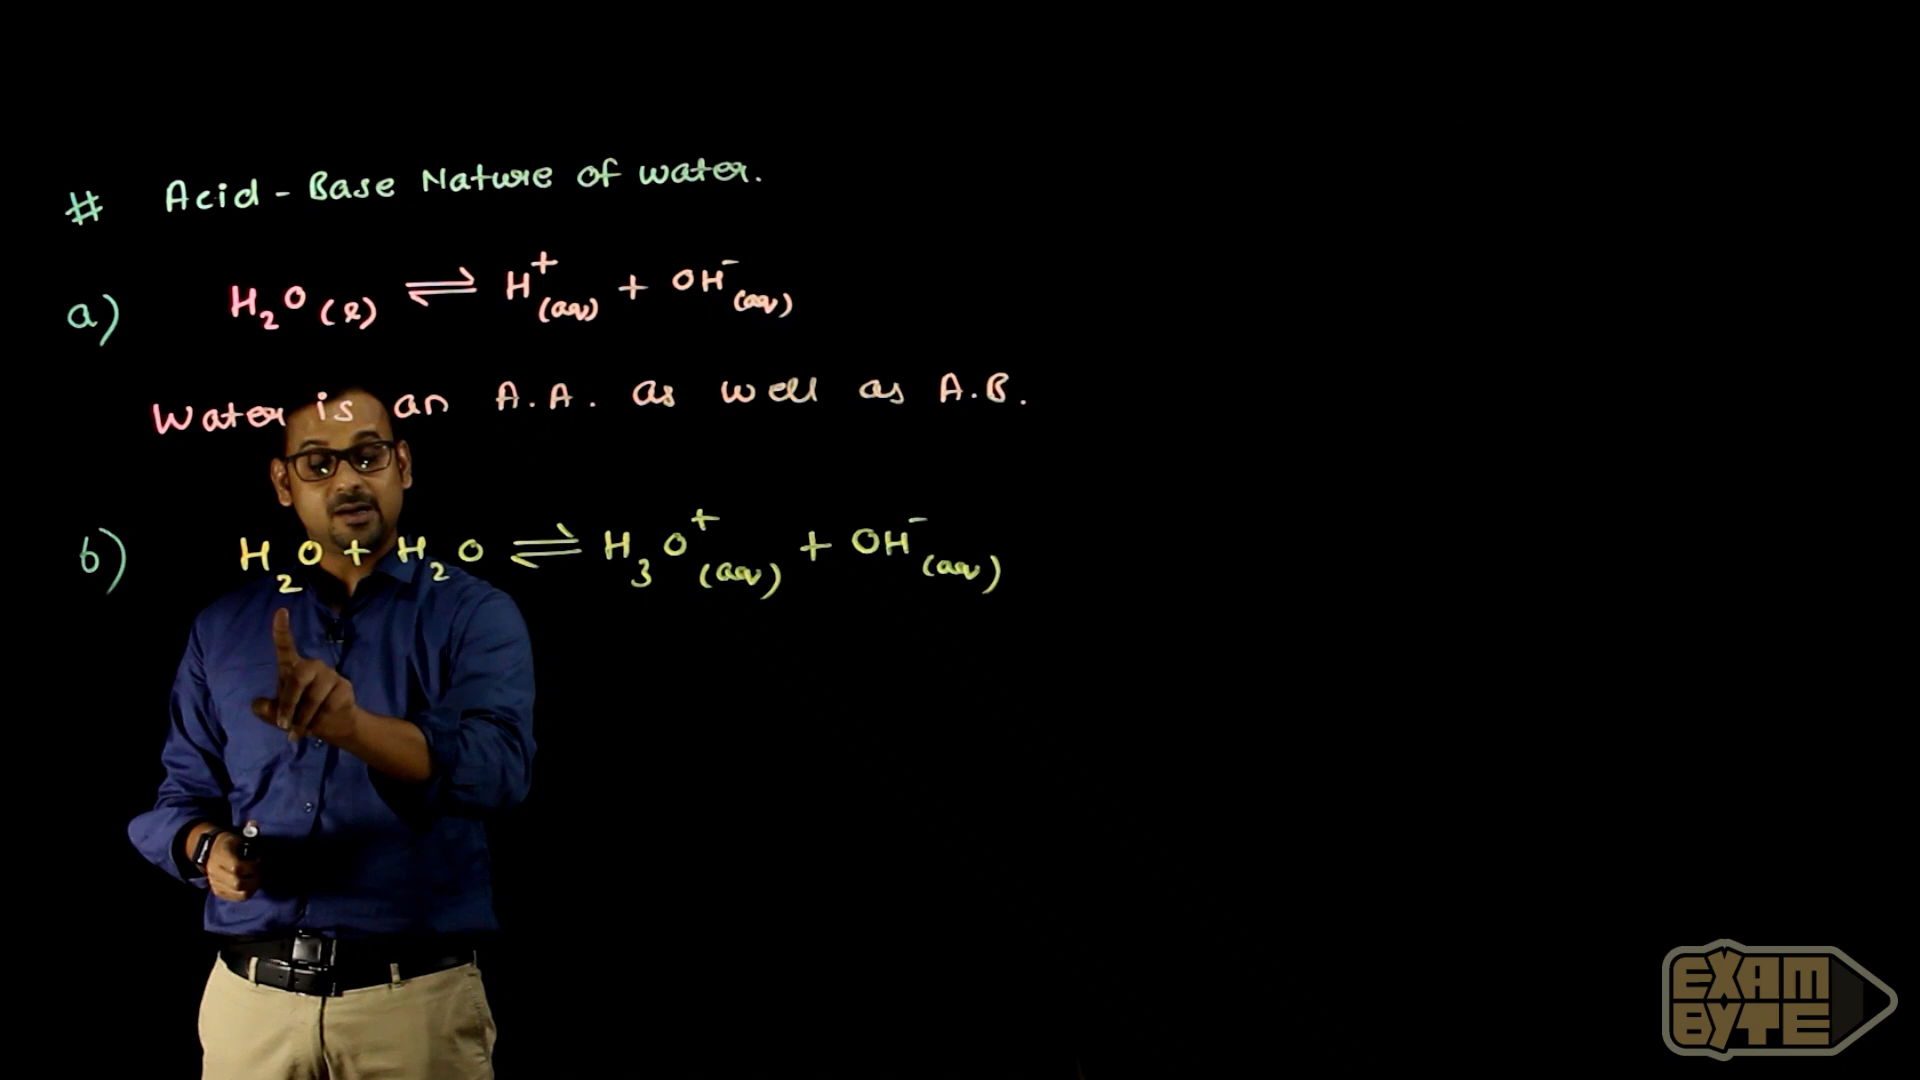 # Acid - Base Nature of water.
a) H₂O(l) ⇌ H⁺(aq) + OH⁻(aq)
Water is an A.A. as well as A.B.
b) H₂O + H₂O ⇌ H₃O⁺(aq) + OH⁻(aq)
EXAM
BYTE